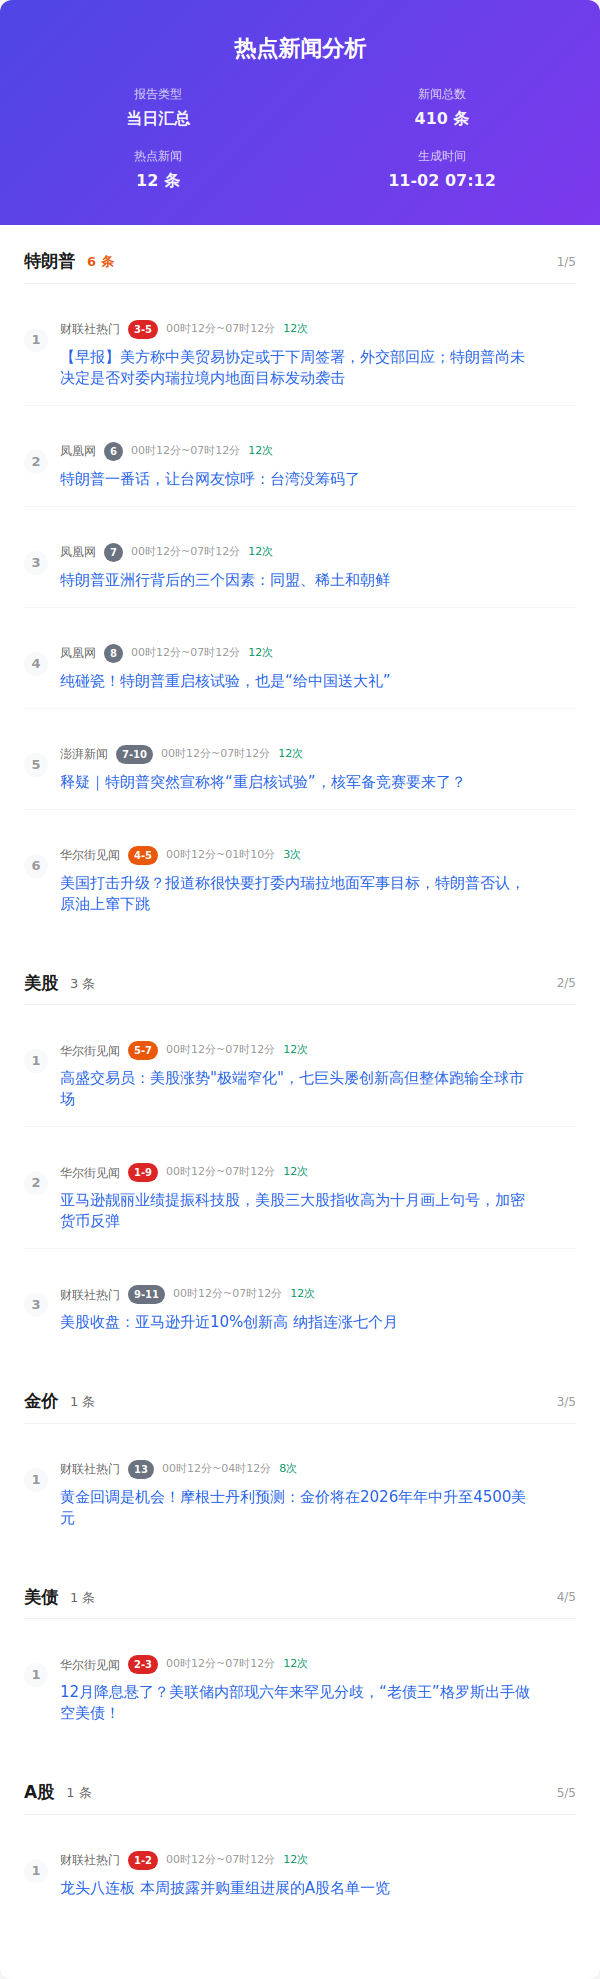 热点新闻分析
报告类型
当日汇总
新闻总数
410 条
热点新闻
12 条
生成时间
11-02 07:12
特朗普 6 条 1/5
1 财联社热门 3-5 00时12分~07时12分 12次
【早报】美方称中美贸易协定或于下周签署，外交部回应；特朗普尚未
决定是否对委内瑞拉境内地面目标发动袭击
2 凤凰网 6 00时12分~07时12分 12次
特朗普一番话，让台网友惊呼：台湾没筹码了
3 凤凰网 7 00时12分~07时12分 12次
特朗普亚洲行背后的三个因素：同盟、稀土和朝鲜
4 凤凰网 8 00时12分~07时12分 12次
纯碰瓷！特朗普重启核试验，也是“给中国送大礼”
5 澎湃新闻 7-10 00时12分~07时12分 12次
释疑｜特朗普突然宣称将“重启核试验”，核军备竞赛要来了？
6 华尔街见闻 4-5 00时12分~01时10分 3次
美国打击升级？报道称很快要打委内瑞拉地面军事目标，特朗普否认，
原油上窜下跳
美股 3 条 2/5
1 华尔街见闻 5-7 00时12分~07时12分 12次
高盛交易员：美股涨势"极端窄化"，七巨头屡创新高但整体跑输全球市
场
2 华尔街见闻 1-9 00时12分~07时12分 12次
亚马逊靓丽业绩提振科技股，美股三大股指收高为十月画上句号，加密
货币反弹
3 财联社热门 9-11 00时12分~07时12分 12次
美股收盘：亚马逊升近10%创新高 纳指连涨七个月
金价 1 条 3/5
1 财联社热门 13 00时12分~04时12分 8次
黄金回调是机会！摩根士丹利预测：金价将在2026年年中升至4500美
元
美债 1 条 4/5
1 华尔街见闻 2-3 00时12分~07时12分 12次
12月降息悬了？美联储内部现六年来罕见分歧，“老债王”格罗斯出手做
空美债！
A股 1 条 5/5
1 财联社热门 1-2 00时12分~07时12分 12次
龙头八连板 本周披露并购重组进展的A股名单一览